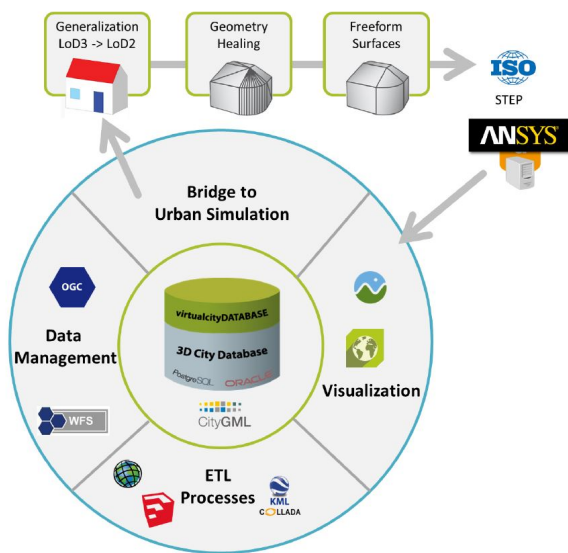 Generalization
LoD3 -> LoD2
Geometry
Healing
Freeform
Surfaces
ISO
STEP
ANSYS®
Bridge to
Urban Simulation
OGC
Data
Management
WFS
virtualcityDATABASE
3D City Database
PostgreSQL
ORACLE
CityGML
Visualization
ETL
Processes
KML
COLLADA